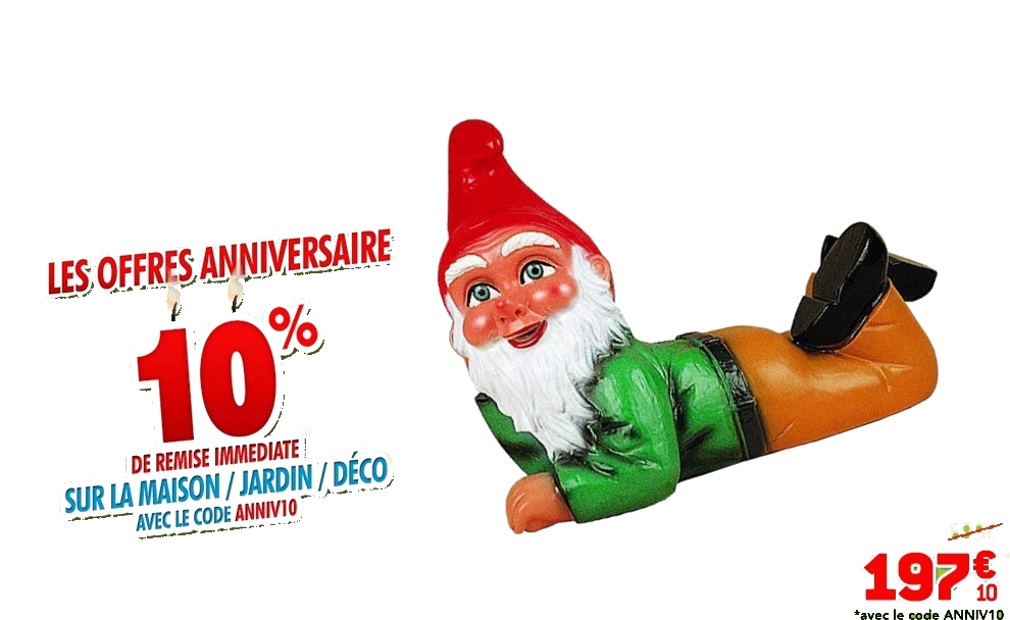 LES OFFRES ANNIVERSAIRE
10%
DE REMISE IMMEDIATE
SUR LA MAISON / JARDIN / DÉCO
AVEC LE CODE ANNIV10
197€10
*avec le code ANNIV10